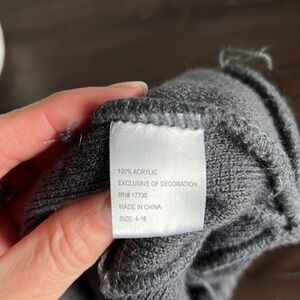 100% ACRYLIC
EXCLUSIVE OF DECORATION
RN# 17730
MADE IN CHINA
SIZE: 4-16